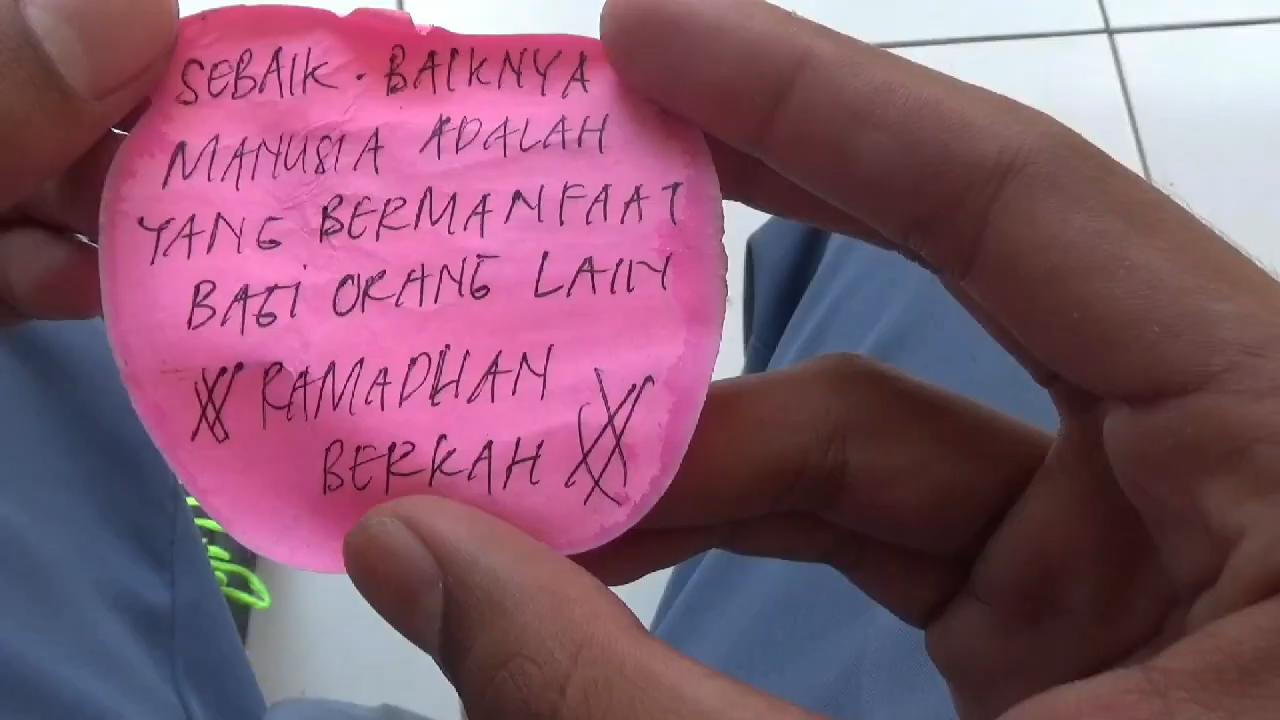 SEBAIK-BAIKNYA
MANUSIA ADALAH
YANG BERMANFAAT
BAGI ORANG LAIN
RAMADHAN
BERKAH